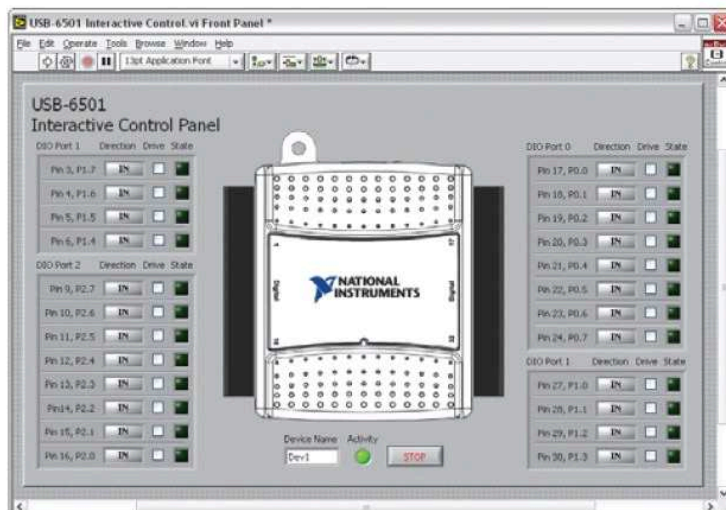 USB-6501 Interactive Control.vi Front Panel *
File Edit Operate Tools Browse Window Help
13pt Application Font
USB-6501
Interactive Control Panel
DIO Port 1 Direction Drive State
Pin 3, P1.7 IN
Pin 4, P1.6 IN
Pin 5, P1.5 IN
Pin 6, P1.4 IN
DIO Port 2 Direction Drive State
Pin 9, P2.7 IN
Pin 10, P2.6 IN
Pin 11, P2.5 IN
Pin 12, P2.4 IN
Pin 13, P2.3 IN
Pin14, P2.2 IN
Pin 15, P2.1 IN
Pin 16, P2.0 IN
Digital
NATIONAL
INSTRUMENTS
Digital
Device Name Activity
Dev1 STOP
DIO Port 0 Direction Drive State
Pin 17, P0.0 IN
Pin 18, P0.1 IN
Pin 19, P0.2 IN
Pin 20, P0.3 IN
Pin 21, P0.4 IN
Pin 22, P0.5 IN
Pin 23, P0.6 IN
Pin 24, P0.7 IN
DIO Port 1 Direction Drive State
Pin 27, P1.0 IN
Pin 28, P1.1 IN
Pin 29, P1.2 IN
Pin 30, P1.3 IN